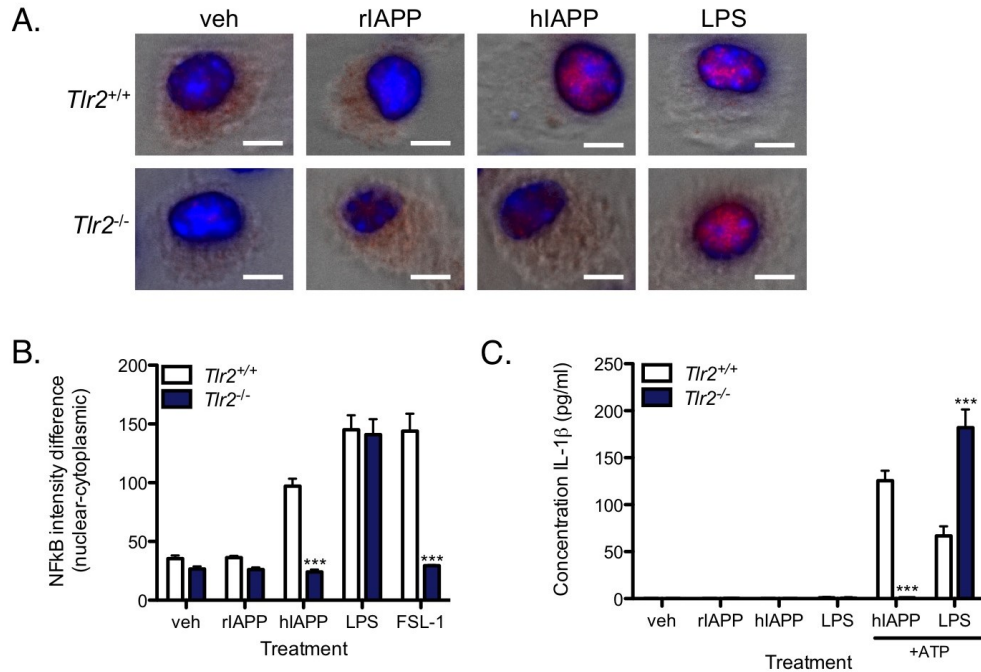 A.
veh rIAPP hIAPP LPS
Tlr2+/+
Tlr2-/-
B.
NFkB intensity difference
(nuclear-cytoplasmic)
200
150
100
50
0
Tlr2+/+
Tlr2-/-
***
***
veh rIAPP hIAPP LPS FSL-1
Treatment
C.
Concentration IL-1β (pg/ml)
250
200
150
100
50
0
Tlr2+/+
Tlr2-/-
***
***
veh rIAPP hIAPP LPS hIAPP LPS
+ATP
Treatment